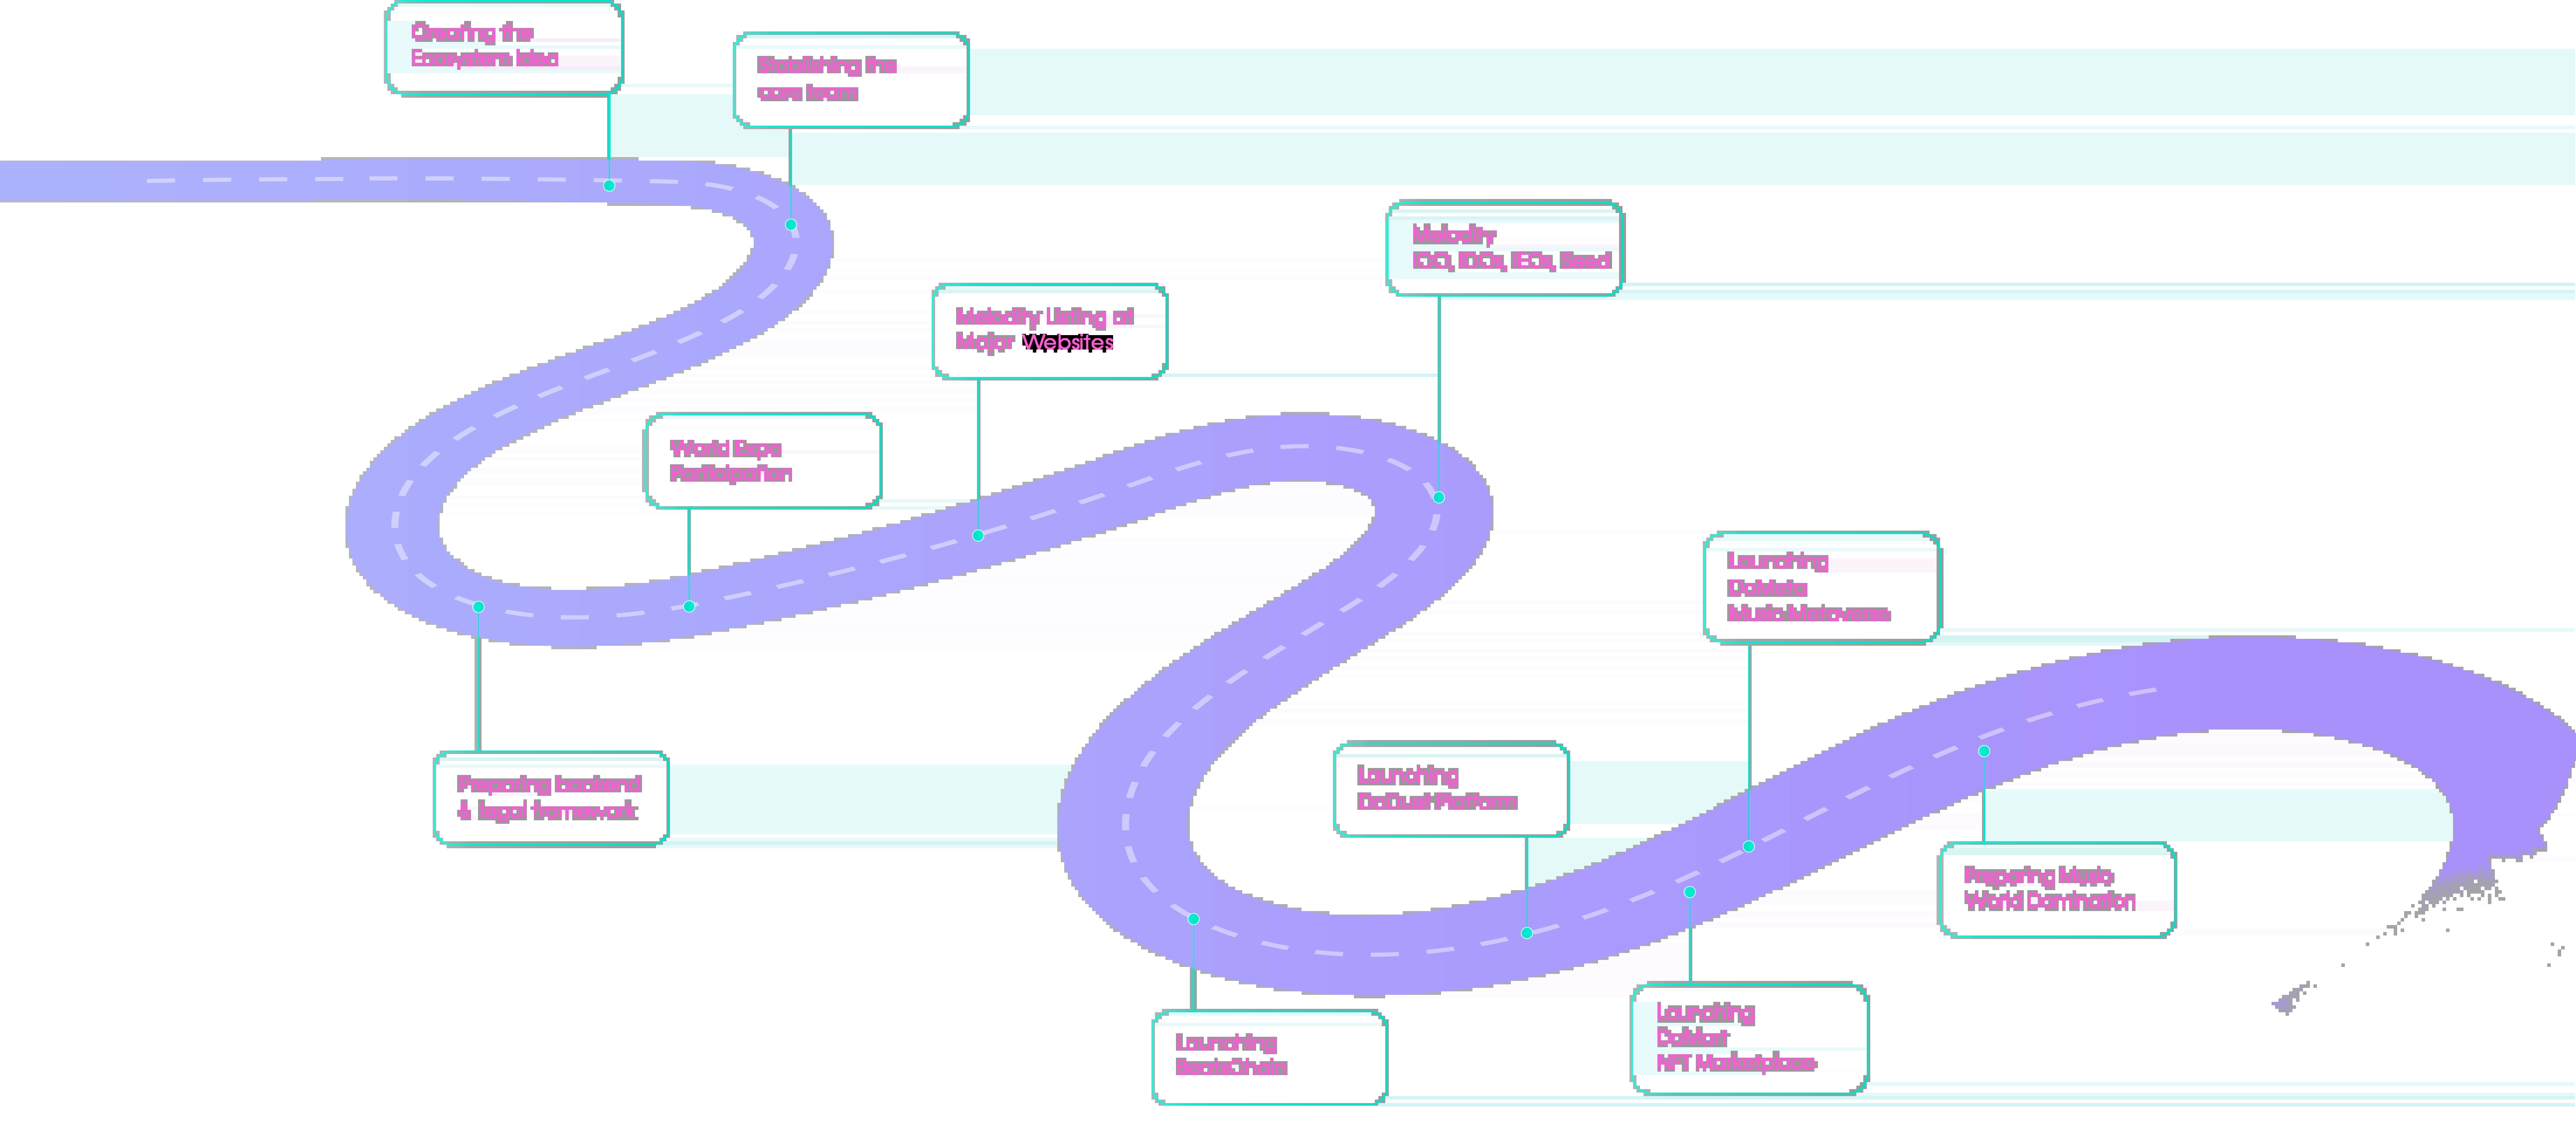 Creating the
Ecosystem Idea
Stablishing the
core team
Melodity
ICO, IDOs, IEOs, Seed
Melodity Listing at
Major Websites
World Expo
Participation
Launching
DoMeta
Music Metaverse
Preparing backend
& legal framework
Launching
Platform
Preparing Music
World Domination
Launching
BeatsChain
Launching
DoMart
NFT Marketplace